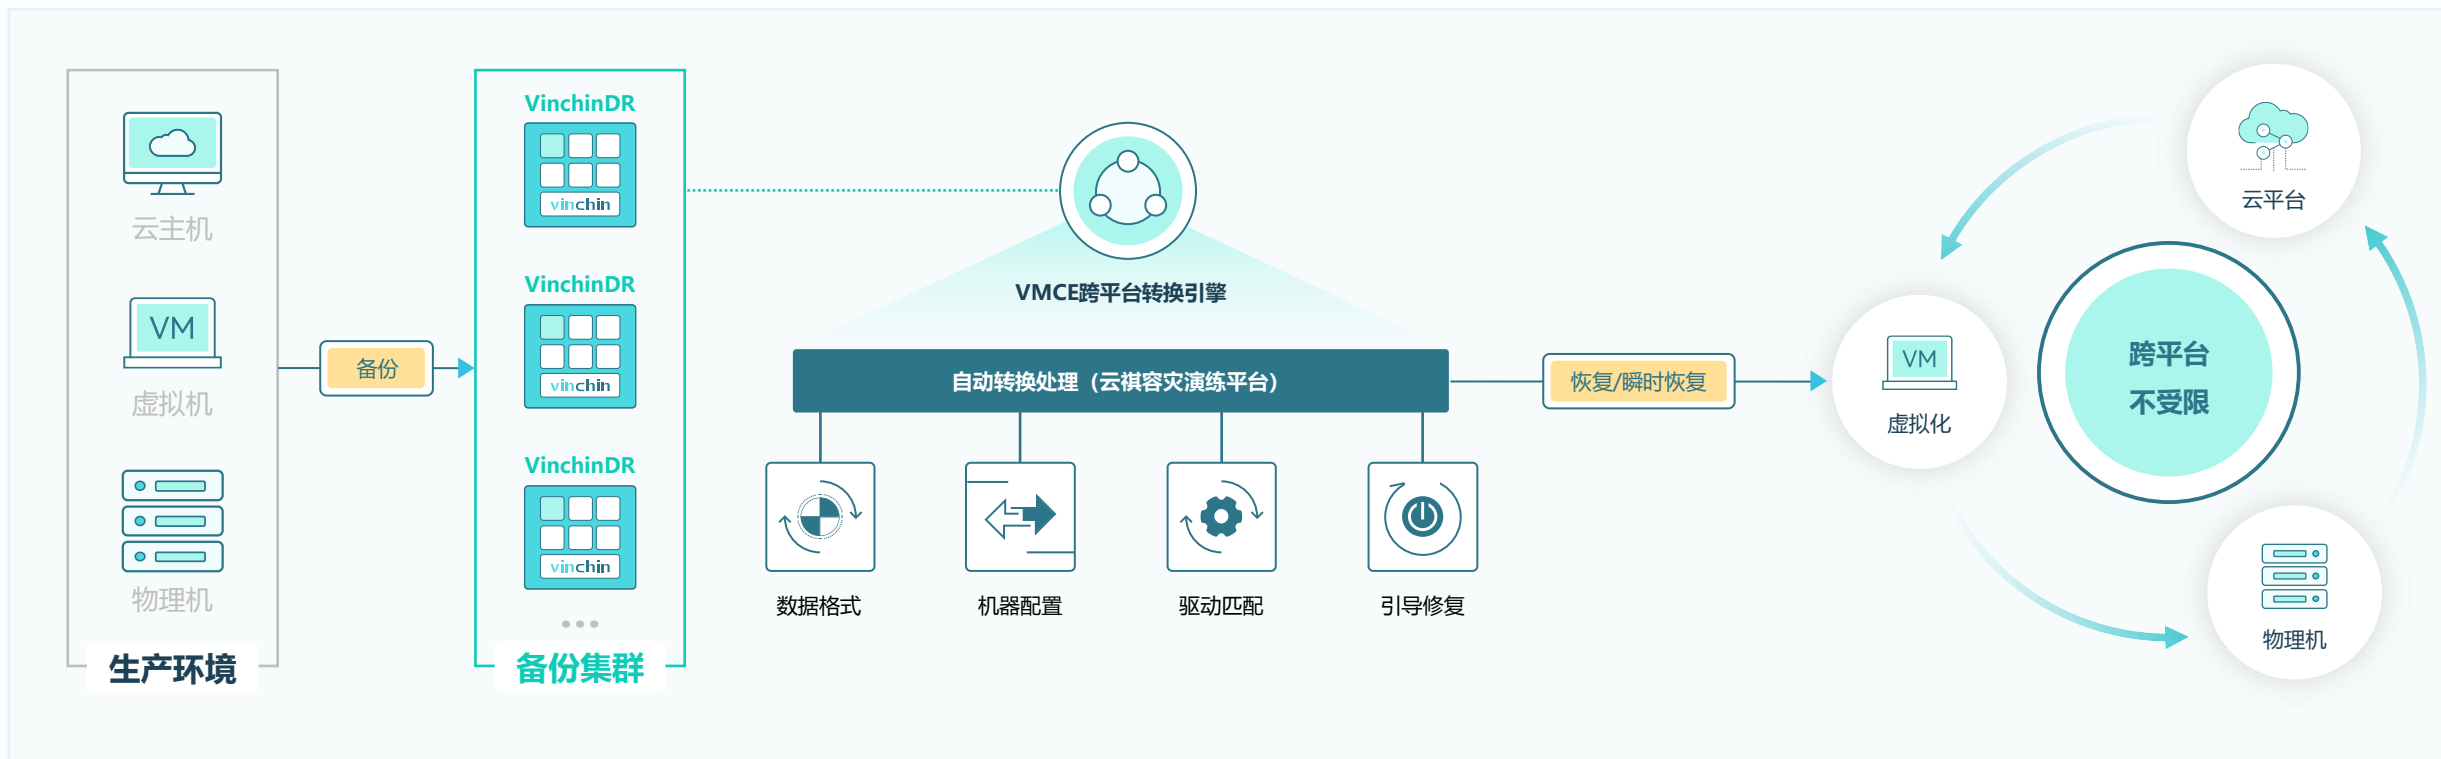 云主机
VM
虚拟机
物理机
生产环境
备份
VinchinDR
vinchin
VinchinDR
vinchin
VinchinDR
vinchin
备份集群
VMCE跨平台转换引擎
自动转换处理（云祺容灾演练平台）
数据格式
机器配置
驱动匹配
引导修复
恢复/瞬时恢复
云平台
VM
虚拟化
跨平台
不受限
物理机